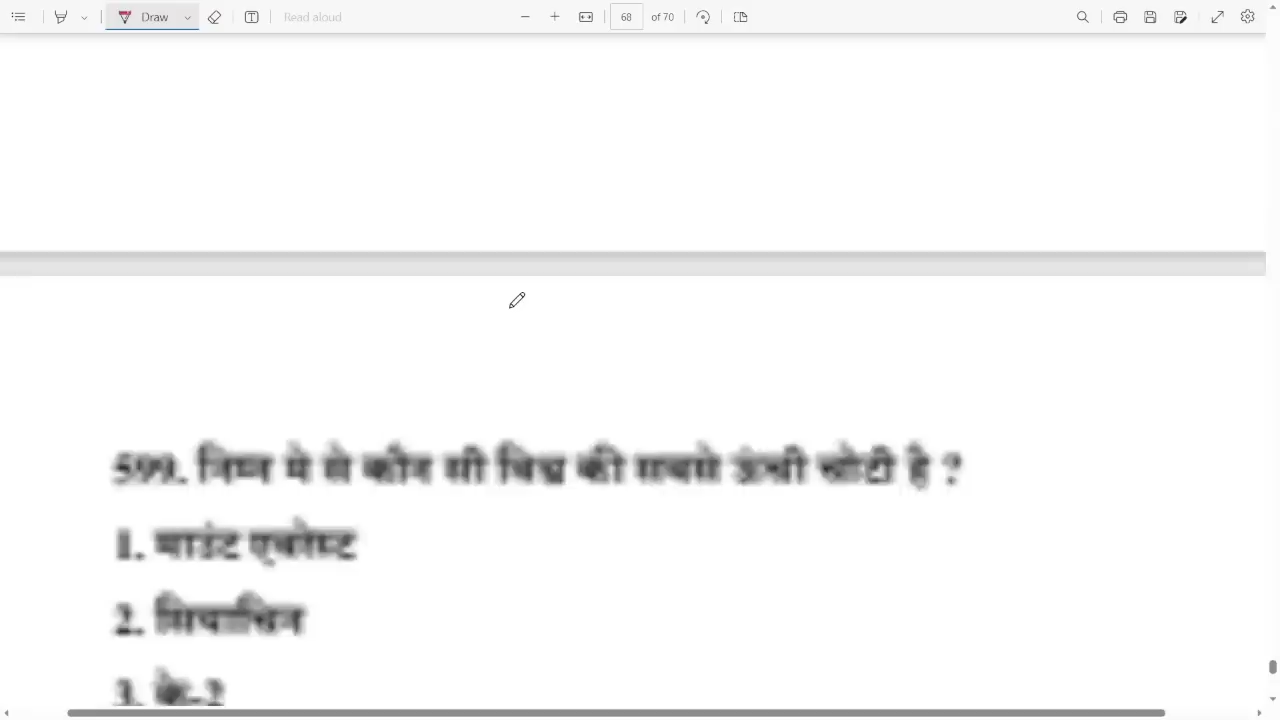 Draw
Read aloud
68 of 70
599. निम्न मे से कौन सी विश्व की सबसे ऊंची चोटी है ?
1. माउंट एवरेस्ट
2. सियाचिन
3. के-2